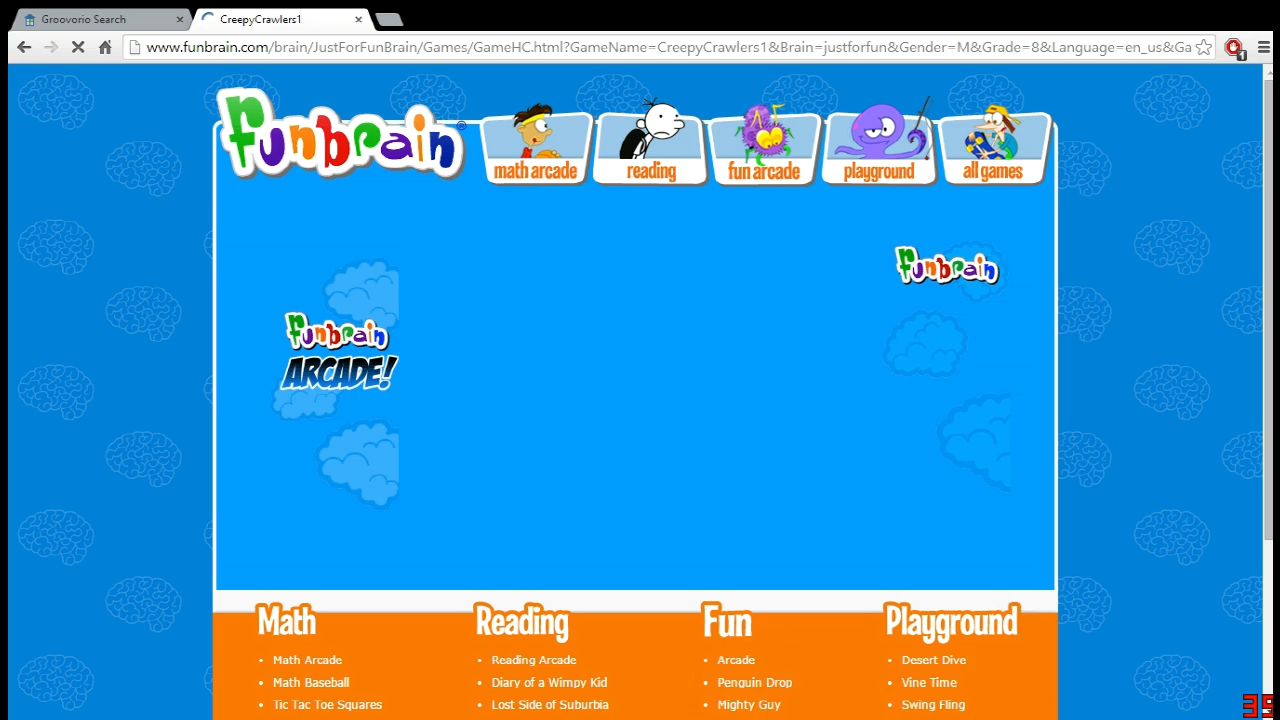 Groovorio Search
CreepyCrawlers1
www.funbrain.com/brain/JustForFunBrain/Games/GameHC.html?GameName=CreepyCrawlers1&Brain=justforfun&Gender=M&Grade=8&Language=en_us&Ga
1
funbrain®
math arcade
reading
fun arcade
playground
all games
funbrain
funbrain
ARCADE!
Math
Reading
Fun
Playground
• Math Arcade
• Reading Arcade
• Arcade
• Desert Dive
• Math Baseball
• Diary of a Wimpy Kid
• Penguin Drop
• Vine Time
• Tic Tac Toe Squares
• Lost Side of Suburbia
• Mighty Guy
• Swing Fling
39